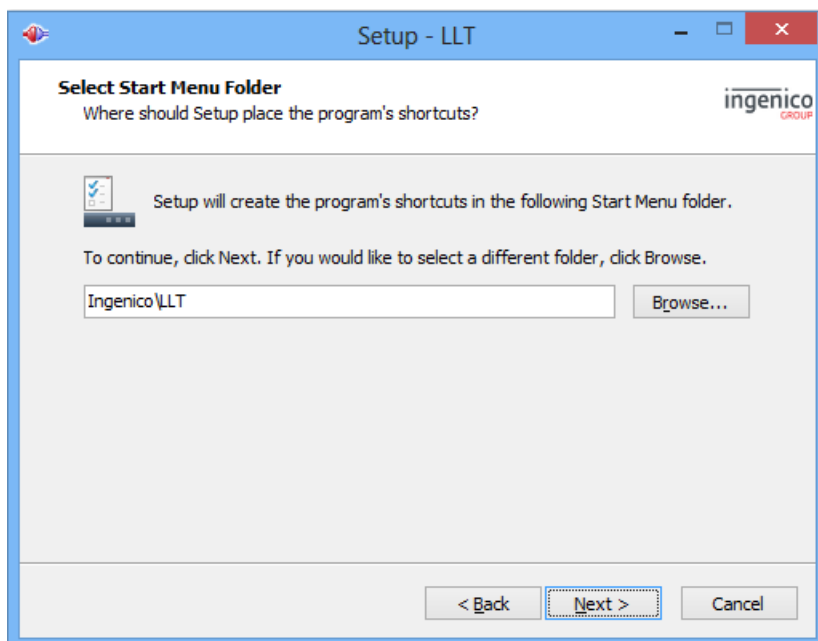 Setup - LLT
Select Start Menu Folder
Where should Setup place the program's shortcuts?
ingenico
GROUP
Setup will create the program's shortcuts in the following Start Menu folder.
To continue, click Next. If you would like to select a different folder, click Browse.
Ingenico\LLT
Browse...
< Back
Next >
Cancel